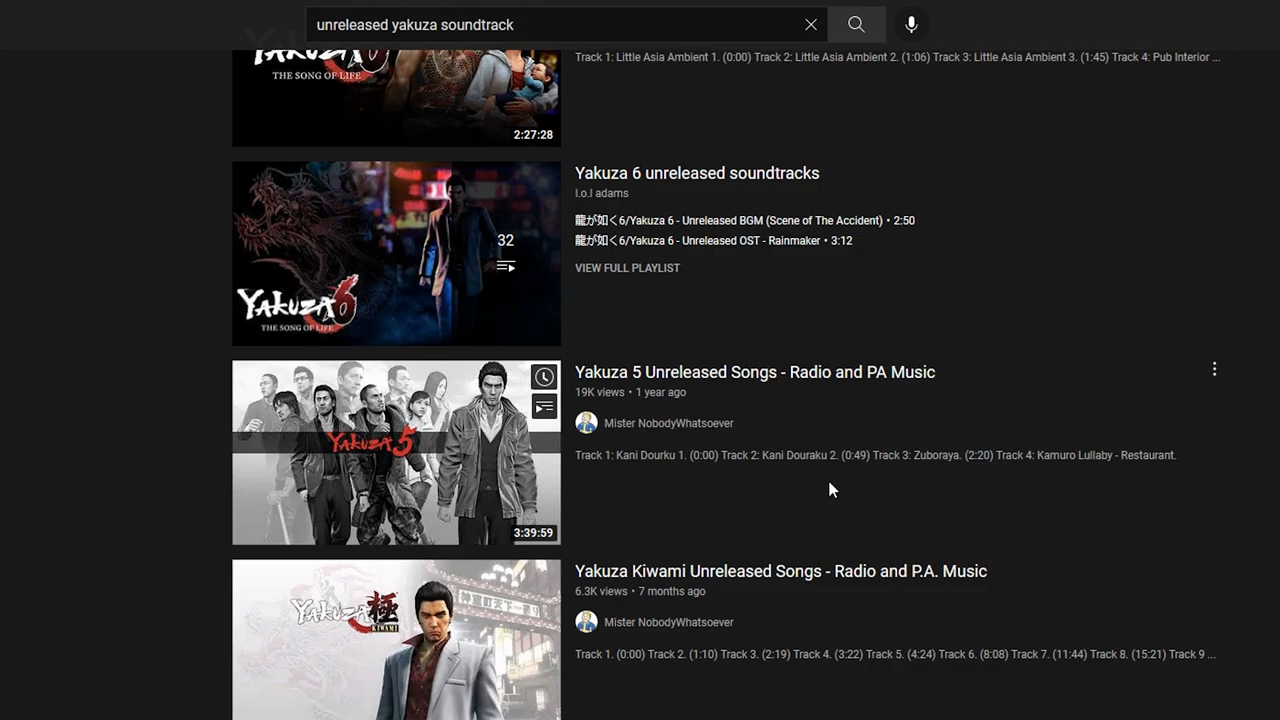 unreleased yakuza soundtrack
YAKUZA 6
THE SONG OF LIFE
2:27:28
Track 1: Little Asia Ambient 1. (0:00) Track 2: Little Asia Ambient 2. (1:06) Track 3: Little Asia Ambient 3. (1:45) Track 4: Pub Interior ...
YAKUZA 6
THE SONG OF LIFE
32
Yakuza 6 unreleased soundtracks
l.o.l adams
龍が如く6/Yakuza 6 - Unreleased BGM (Scene of The Accident) • 2:50
龍が如く6/Yakuza 6 - Unreleased OST - Rainmaker • 3:12
VIEW FULL PLAYLIST
YAKUZA 5
3:39:59
Yakuza 5 Unreleased Songs - Radio and PA Music
19K views • 1 year ago
Mister NobodyWhatsoever
Track 1: Kani Dourku 1. (0:00) Track 2: Kani Douraku 2. (0:49) Track 3: Zuboraya. (2:20) Track 4: Kamuro Lullaby - Restaurant.
YAKUZA 極
KIWAMI
Yakuza Kiwami Unreleased Songs - Radio and P.A. Music
6.3K views • 7 months ago
Mister NobodyWhatsoever
Track 1. (0:00) Track 2. (1:10) Track 3. (2:19) Track 4. (3:22) Track 5. (4:24) Track 6. (8:08) Track 7. (11:44) Track 8. (15:21) Track 9 ...